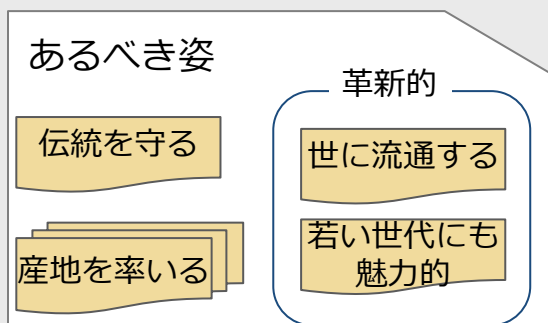 あるべき姿
革新的
伝統を守る
世に流通する
産地を率いる
若い世代にも
魅力的